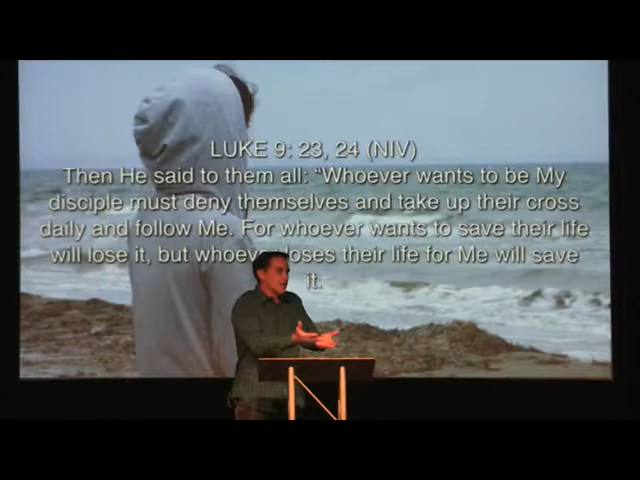 LUKE 9: 23, 24 (NIV)
Then He said to them all: "Whoever wants to be My
disciple must deny themselves and take up their cross
daily and follow Me. For whoever wants to save their life
will lose it, but whoever loses their life for Me will save
it.